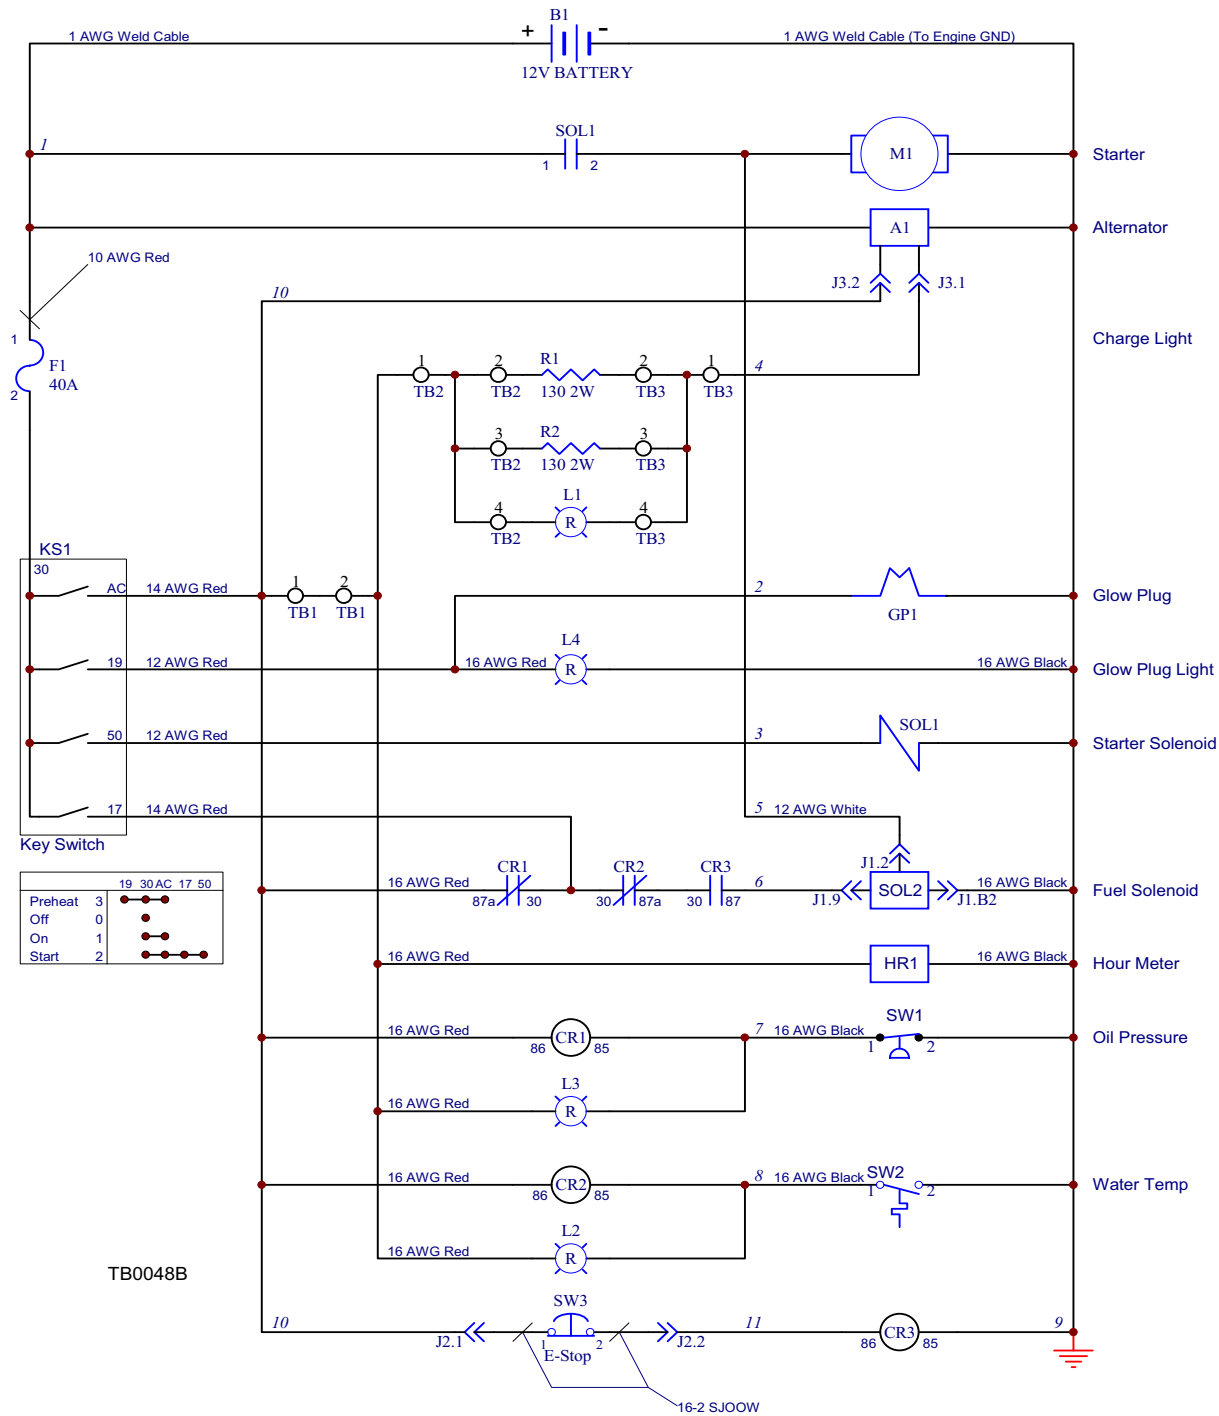 B1
+ -
1 AWG Weld Cable
1 AWG Weld Cable (To Engine GND)
12V BATTERY
SOL1
1
1 2
M1
Starter
A1
Alternator
10 AWG Red
J3.2 J3.1
10
Charge Light
1
F1
40A
2
1 2 R1 2 1 4
TB2 TB2 130 2W TB3 TB3
3 R2 3
TB2 130 2W TB3
L1
4 R 4
TB2 TB3
KS1
30
AC 14 AWG Red
1 2
TB1 TB1
2
GP1
Glow Plug
L4
19 12 AWG Red 16 AWG Red R 16 AWG Black Glow Plug Light
SOL1
50 12 AWG Red 3 Starter Solenoid
17 14 AWG Red 5 12 AWG White
Key Switch
J1.2
CR1 CR2 CR3
16 AWG Red 6 SOL2 16 AWG Black Fuel Solenoid
87a 30 30 87a 30 87 J1.9 J1.B2
19 30 AC 17 50
Preheat 3
Off 0
On 1
Start 2
16 AWG Red HR1 16 AWG Black Hour Meter
SW1
16 AWG Red CR1 7 16 AWG Black Oil Pressure
86 85 1 2
L3
16 AWG Red R
16 AWG Red CR2 8 16 AWG Black SW2 Water Temp
86 85 1 2
L2
16 AWG Red R
TB0048B
SW3
10 11 9
J2.1 1 2 J2.2 86 CR3 85
E-Stop
16-2 SJOOW